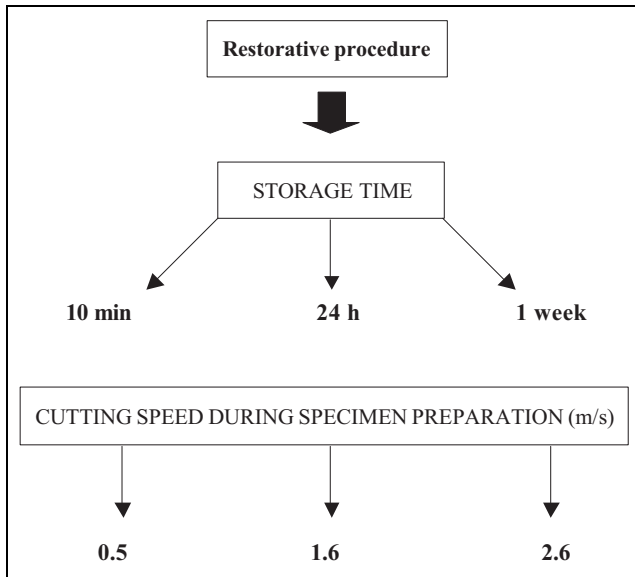 Restorative procedure
STORAGE TIME
10 min 24 h 1 week
CUTTING SPEED DURING SPECIMEN PREPARATION (m/s)
0.5 1.6 2.6